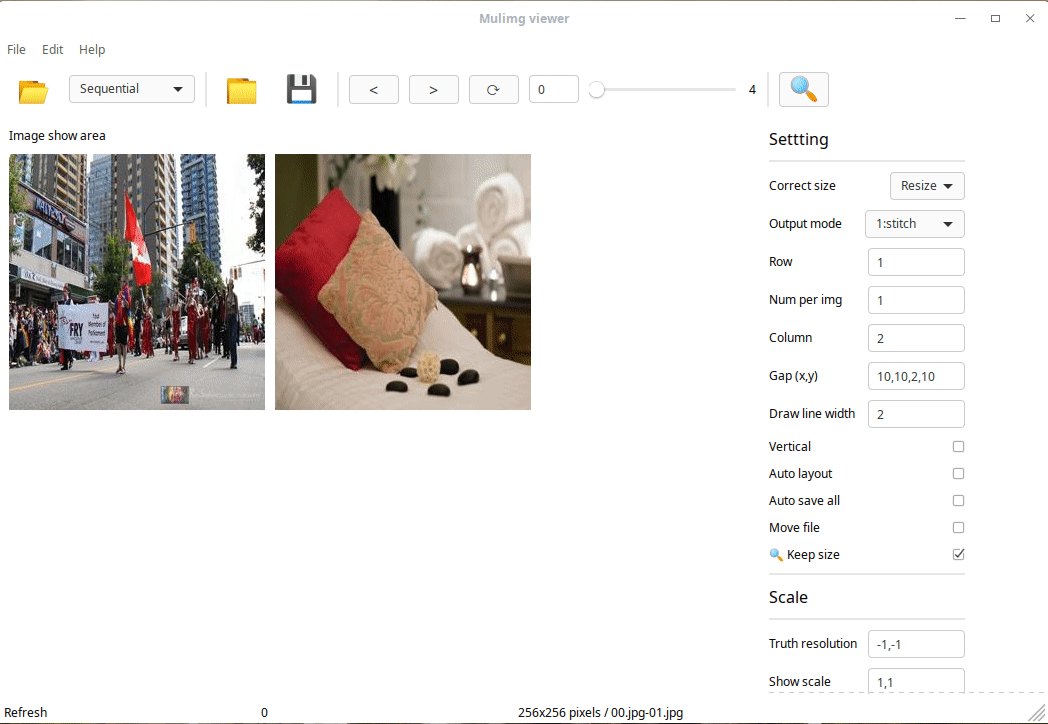 Mulimg viewer
File Edit Help
Sequential
< > ⟳ 0 4
Image show area
FRY
Your
Member of
Parliament
Settting
Correct size Resize
Output mode 1:stitch
Row 1
Num per img 1
Column 2
Gap (x,y) 10,10,2,10
Draw line width 2
Vertical
Auto layout
Auto save all
Move file
Keep size
Scale
Truth resolution -1,-1
Show scale 1,1
Refresh 0 256x256 pixels / 00.jpg-01.jpg